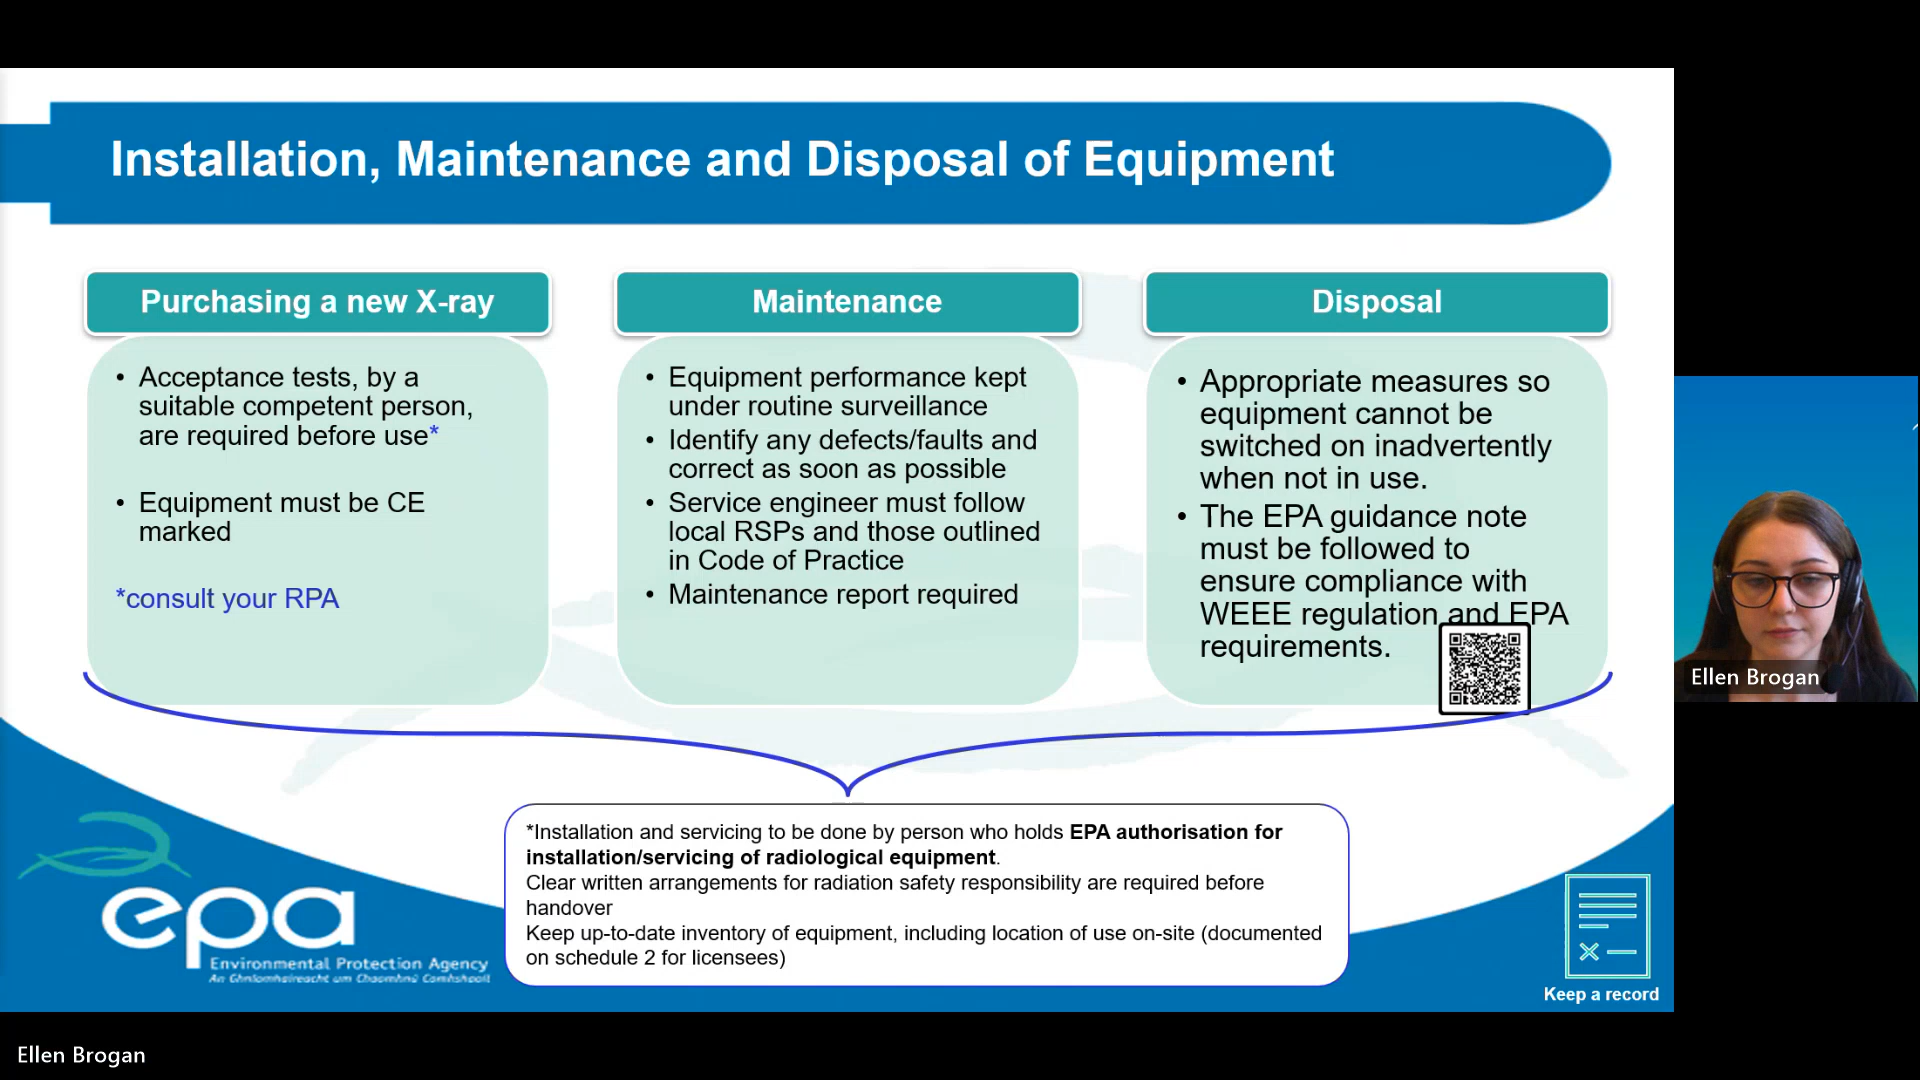 Installation, Maintenance and Disposal of Equipment
Purchasing a new X-ray
• Acceptance tests, by a
suitable competent person,
are required before use*
• Equipment must be CE
marked
*consult your RPA
Maintenance
• Equipment performance kept
under routine surveillance
• Identify any defects/faults and
correct as soon as possible
• Service engineer must follow
local RSPs and those outlined
in Code of Practice
• Maintenance report required
Disposal
• Appropriate measures so
equipment cannot be
switched on inadvertently
when not in use.
• The EPA guidance note
must be followed to
ensure compliance with
WEEE regulation and EPA
requirements.
*Installation and servicing to be done by person who holds EPA authorisation for
installation/servicing of radiological equipment.
Clear written arrangements for radiation safety responsibility are required before
handover
Keep up-to-date inventory of equipment, including location of use on-site (documented
on schedule 2 for licensees)
epa
Environmental Protection Agency
An Ghníomhaireacht um Chaomhnú Comhshaoil
Keep a record
Ellen Brogan
Ellen Brogan